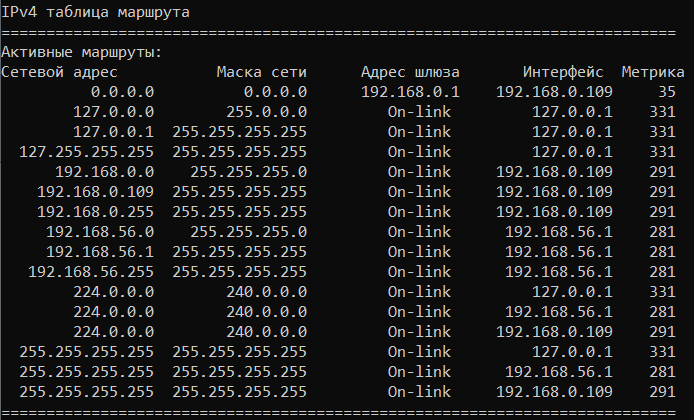 IPv4 таблица маршрута
===========================================================================
Активные маршруты:
Сетевой адрес           Маска сети      Адрес шлюза       Интерфейс  Метрика
          0.0.0.0          0.0.0.0      192.168.0.1    192.168.0.109     35
        127.0.0.0        255.0.0.0         On-link         127.0.0.1    331
        127.0.0.1  255.255.255.255         On-link         127.0.0.1    331
  127.255.255.255  255.255.255.255         On-link         127.0.0.1    331
      192.168.0.0    255.255.255.0         On-link     192.168.0.109    291
    192.168.0.109  255.255.255.255         On-link     192.168.0.109    291
    192.168.0.255  255.255.255.255         On-link     192.168.0.109    291
     192.168.56.0    255.255.255.0         On-link      192.168.56.1    281
     192.168.56.1  255.255.255.255         On-link      192.168.56.1    281
   192.168.56.255  255.255.255.255         On-link      192.168.56.1    281
        224.0.0.0        240.0.0.0         On-link         127.0.0.1    331
        224.0.0.0        240.0.0.0         On-link      192.168.56.1    281
        224.0.0.0        240.0.0.0         On-link     192.168.0.109    291
  255.255.255.255  255.255.255.255         On-link         127.0.0.1    331
  255.255.255.255  255.255.255.255         On-link      192.168.56.1    281
  255.255.255.255  255.255.255.255         On-link     192.168.0.109    291
===========================================================================